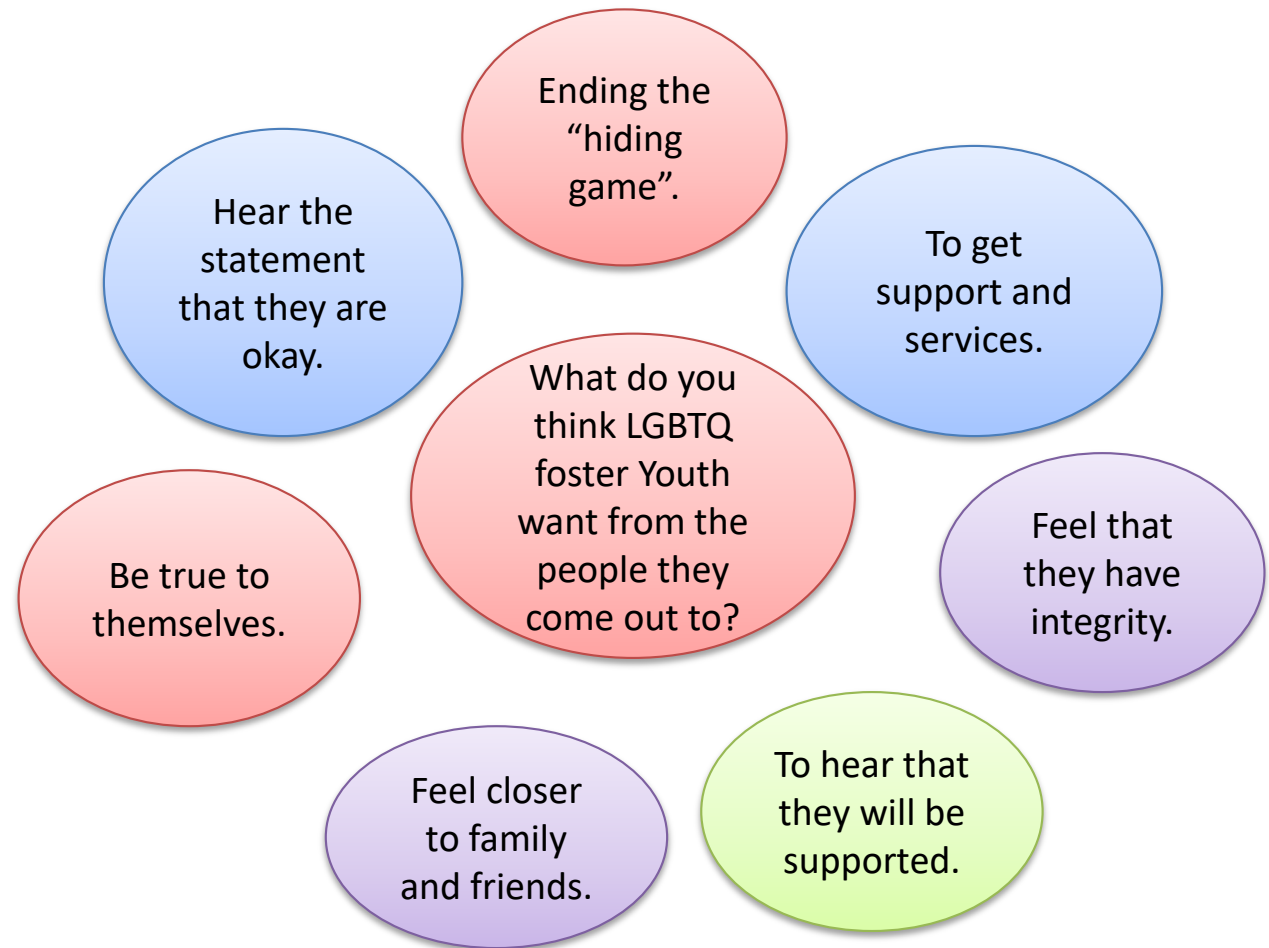 Ending the
“hiding
game”.
Hear the
statement
that they are
okay.
To get
support and
services.
What do you
think LGBTQ
foster Youth
want from the
people they
come out to?
Feel that
they have
integrity.
Be true to
themselves.
To hear that
they will be
supported.
Feel closer
to family
and friends.